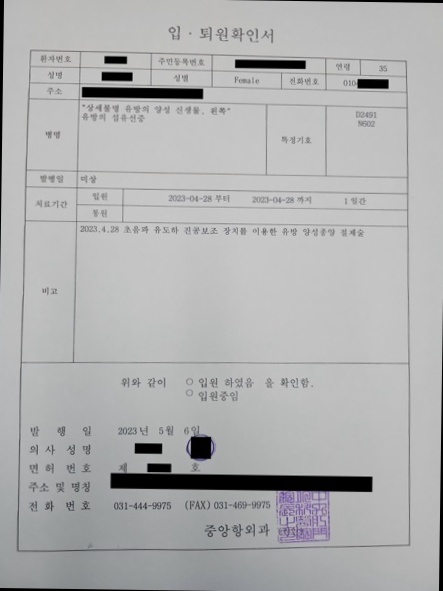 입 · 퇴원확인서
환자번호 주민등록번호 연령 35
성명 성별 Female 전화번호 010-
주소
병명 "상세불명 유방의 양성 신생물, 왼쪽" 특정기호 D2491
유방의 섬유선종 N602
발병일 미상
치료기간 입원 2023-04-28 부터 2023-04-28 까지 1 일간
통원
비고 2023.4.28 초음파 유도하 진공보조 장치를 이용한 유방 양성종양 절제술
위와 같이 ○ 입원 하였음 을 확인함.
○ 입원중임
발 행 일 2023 년 5월 6일
의 사 성 명
면 허 번 호 제 호
주소 및 명칭
전 화 번 호 031-444-9975 (FAX) 031-469-9975
중앙항외과